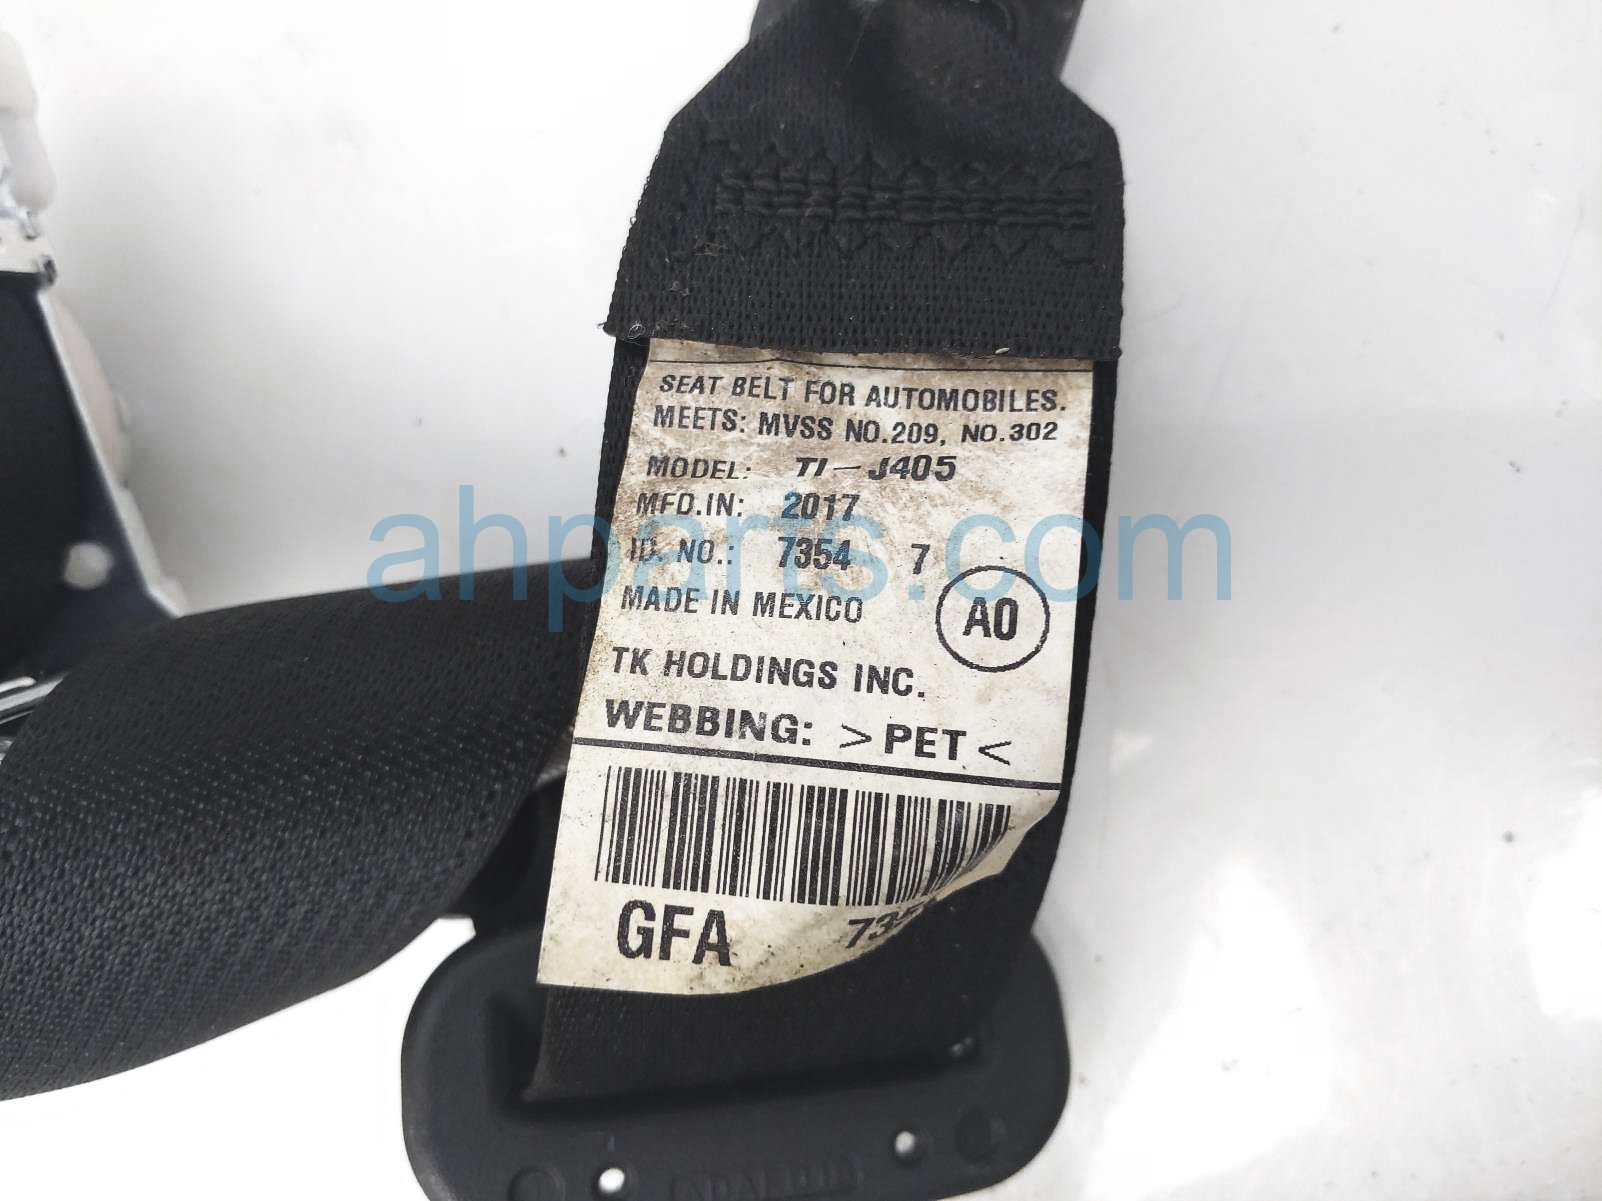 SEAT BELT FOR AUTOMOBILES.
MEETS: MVSS NO.209, NO.302
MODEL: TI-J405
MFD.IN: 2017
ID. NO.: 7354 7
MADE IN MEXICO
A0
TK HOLDINGS INC.
WEBBING: >PET<
GFA
ahparts.com